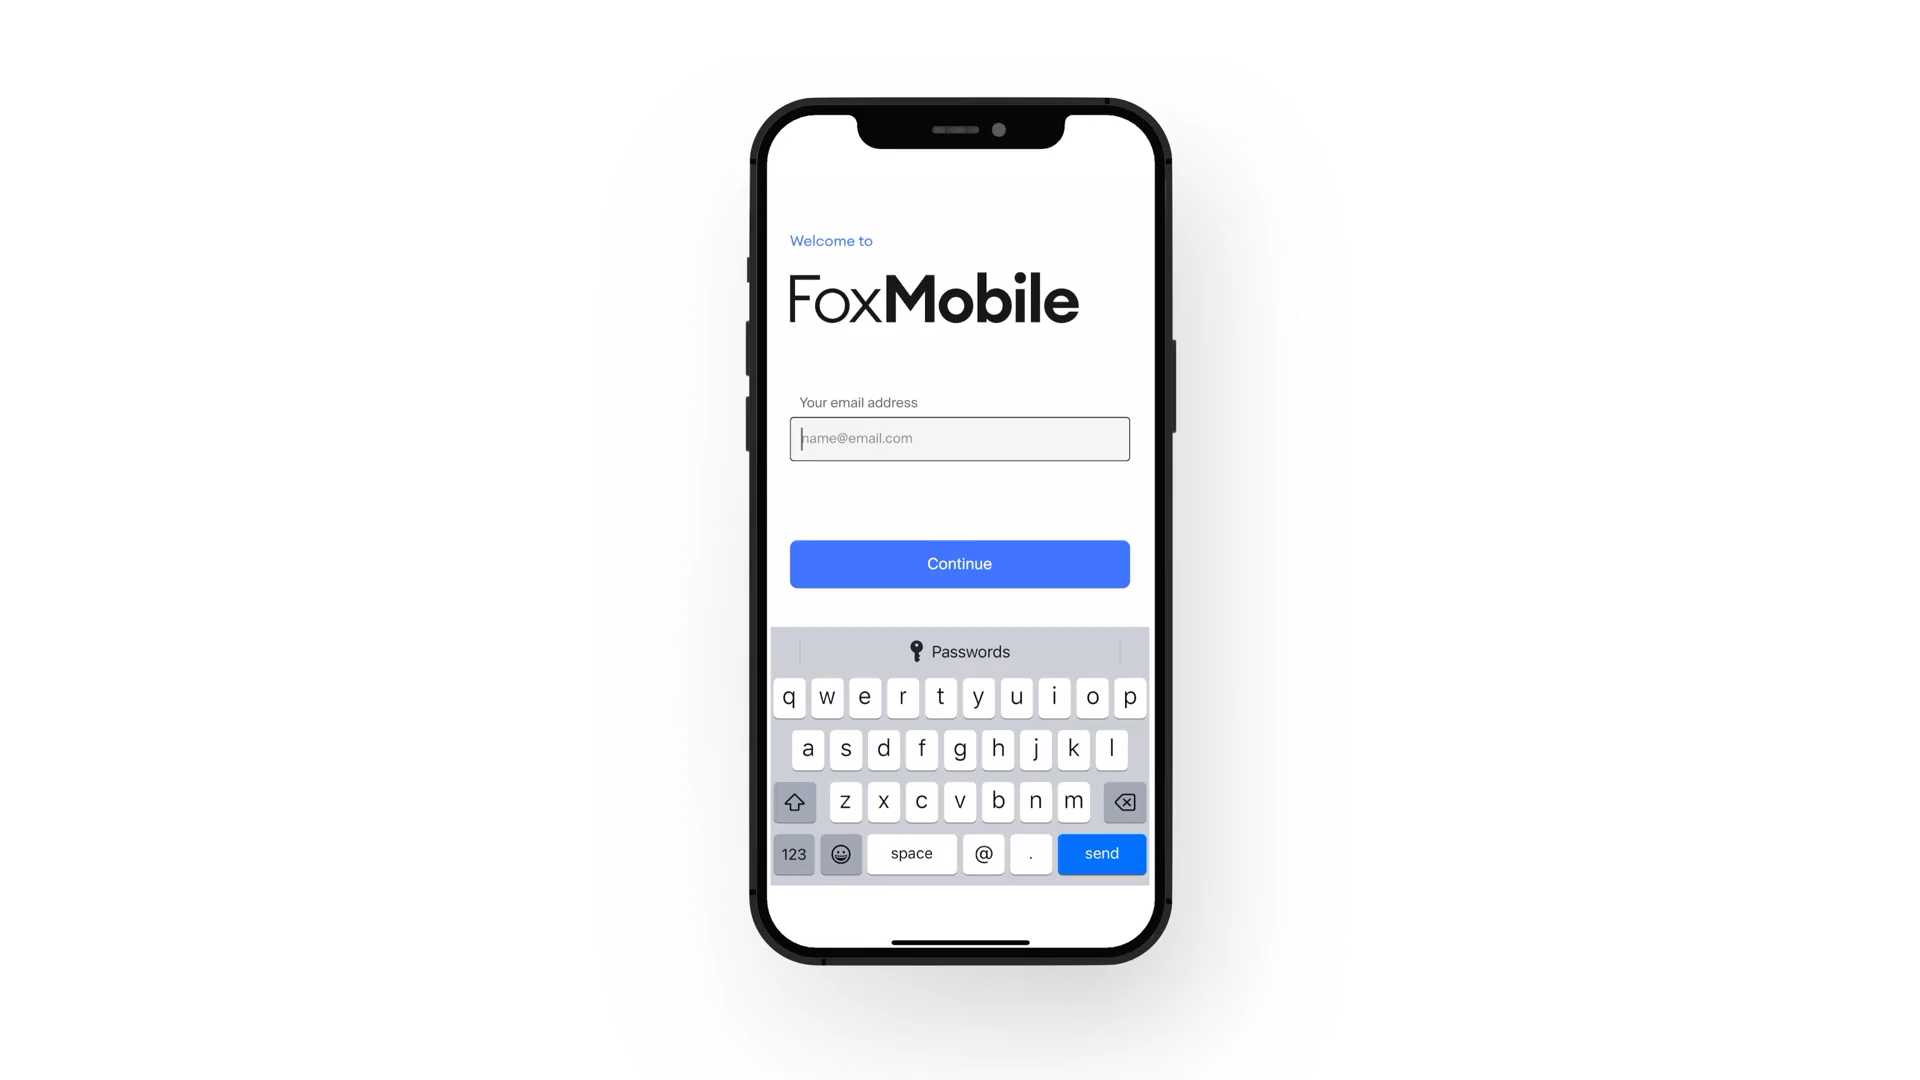 Welcome to
FoxMobile
Your email address
name@email.com
Continue
Passwords
q w e r t y u i o p
a s d f g h j k l
z x c v b n m
123 space @ . send